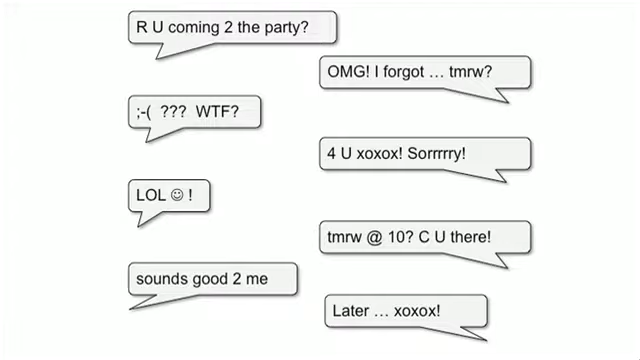 R U coming 2 the party?
OMG! I forgot … tmrw?
;-(  ???  WTF?
4 U xoxox! Sorrrrry!
LOL ☺ !
tmrw @ 10? C U there!
sounds good 2 me
Later … xoxox!